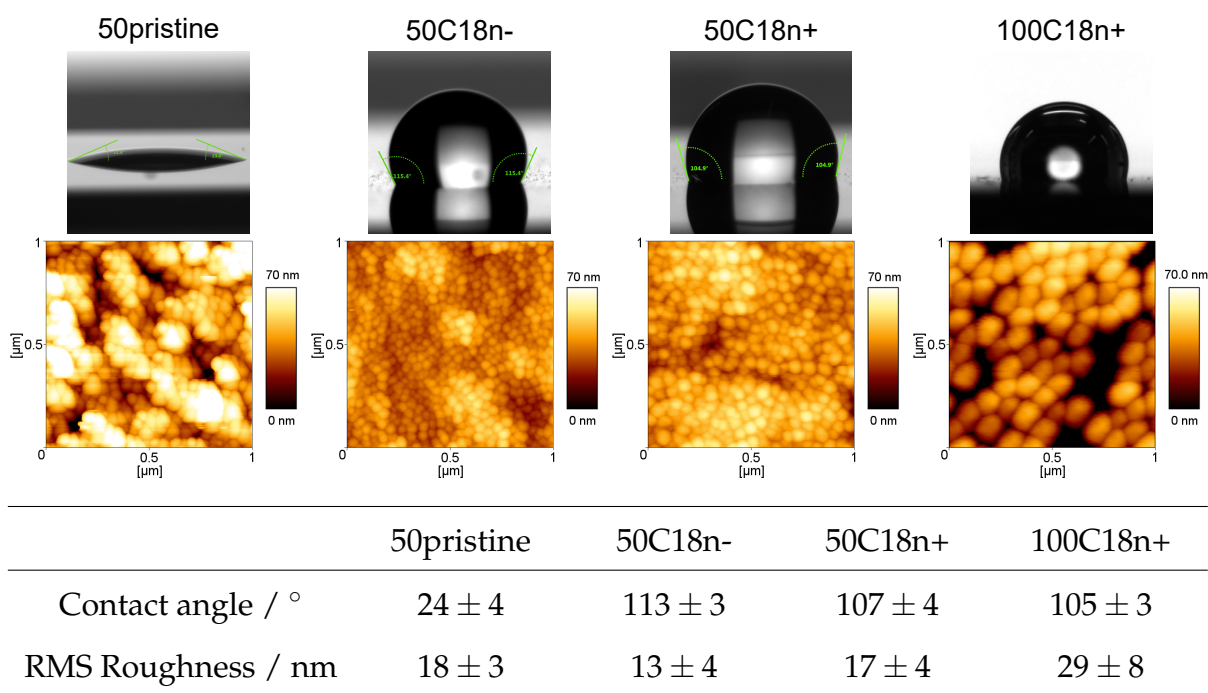 50pristine 50C18n- 50C18n+ 100C18n+
115.4° 115.4° 104.9° 104.9°
1 70 nm 1 70 nm 1 70 nm 1 70.0 nm
[µm] 0.5 [µm] 0.5 [µm] 0.5 [µm] 0.5
0 nm 0 nm 0 nm 0 nm
0 0.5 1 0 0.5 1 0 0.5 1 0 0.5 1
[µm] [µm] [µm] [µm]
50pristine 50C18n- 50C18n+ 100C18n+
Contact angle / ° 24 ± 4 113 ± 3 107 ± 4 105 ± 3
RMS Roughness / nm 18 ± 3 13 ± 4 17 ± 4 29 ± 8